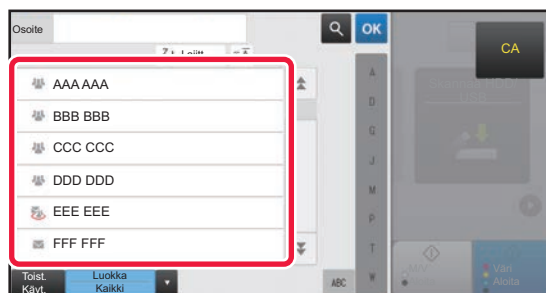 Osoite
OK
CA
AAA AAA
BBB BBB
CCC CCC
DDD DDD
EEE EEE
FFF FFF
A
D
G
J
M
P
T
W
ABC
Toist.
Käyt.
Luokka
Kaikki
Väri
Aloita